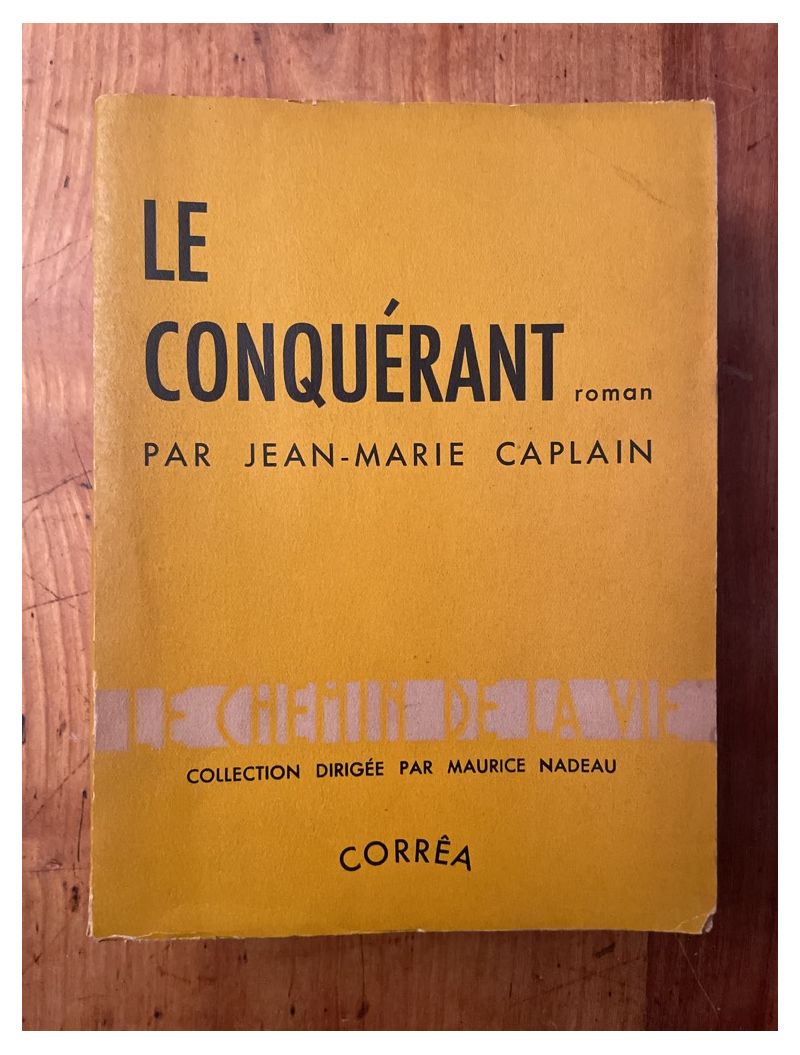 LE
CONQUÉRANT roman
PAR JEAN-MARIE CAPLAIN
LE CHEMIN DE LA VIE
COLLECTION DIRIGÉE PAR MAURICE NADEAU
CORRÊA